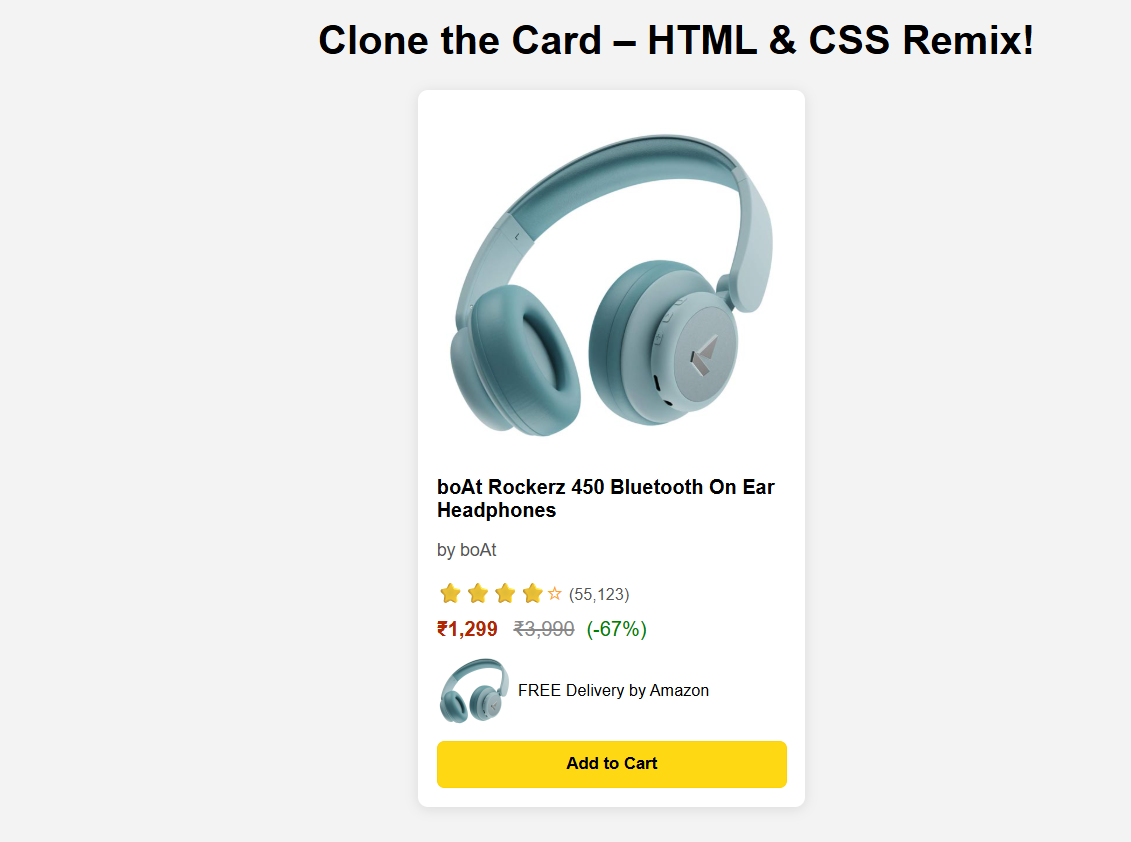 Clone the Card – HTML & CSS Remix!
L
boAt Rockerz 450 Bluetooth On Ear
Headphones
by boAt
⭐⭐⭐⭐☆ (55,123)
₹1,299 ₹3,990 (-67%)
FREE Delivery by Amazon
Add to Cart